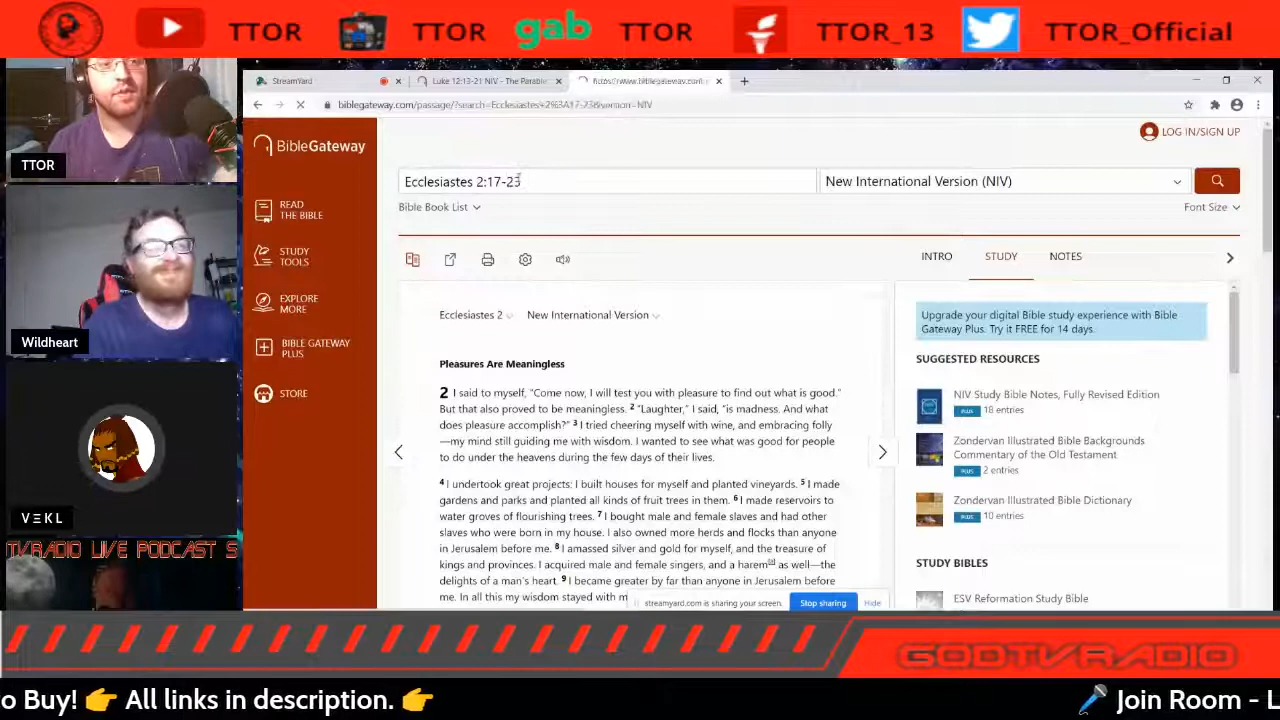 TTOR
TTOR
gab
TTOR
TTOR_13
TTOR_Official
StreamYard
Luke 12:13-21 NIV - The Parable
https://www.biblegateway.com
biblegateway.com/passage/?search=Ecclesiastes+2%3A17-23&version=NIV
TTOR
Wildheart
VEKL
TVRADIO LIVE PODCAST S
BibleGateway
LOG IN/SIGN UP
READ
THE BIBLE
STUDY
TOOLS
EXPLORE
MORE
BIBLE GATEWAY
PLUS
STORE
Ecclesiastes 2:17-23
New International Version (NIV)
Bible Book List
Font Size
INTRO
STUDY
NOTES
Ecclesiastes 2
New International Version
Pleasures Are Meaningless
2 I said to myself, “Come now, I will test you with pleasure to find out what is good.”
But that also proved to be meaningless. 2 “Laughter,” I said, “is madness. And what
does pleasure accomplish?” 3 I tried cheering myself with wine, and embracing folly
—my mind still guiding me with wisdom. I wanted to see what was good for people
to do under the heavens during the few days of their lives.
4 I undertook great projects: I built houses for myself and planted vineyards. 5 I made
gardens and parks and planted all kinds of fruit trees in them. 6 I made reservoirs to
water groves of flourishing trees. 7 I bought male and female slaves and had other
slaves who were born in my house. I also owned more herds and flocks than anyone
in Jerusalem before me. 8 I amassed silver and gold for myself, and the treasure of
kings and provinces. I acquired male and female singers, and a harem[a] as well—the
delights of a man’s heart. 9 I became greater by far than anyone in Jerusalem before
me. In all this my wisdom stayed with m
Upgrade your digital Bible study experience with Bible
Gateway Plus. Try it FREE for 14 days.
SUGGESTED RESOURCES
NIV Study Bible Notes, Fully Revised Edition
PLUS 18 entries
Zondervan Illustrated Bible Backgrounds
Commentary of the Old Testament
PLUS 2 entries
Zondervan Illustrated Bible Dictionary
PLUS 10 entries
STUDY BIBLES
ESV Reformation Study Bible
streamyard.com is sharing your screen.
Stop sharing
Hide
GODTVRADIO
o Buy! 👉 All links in description. 👉
🎤 Join Room - L